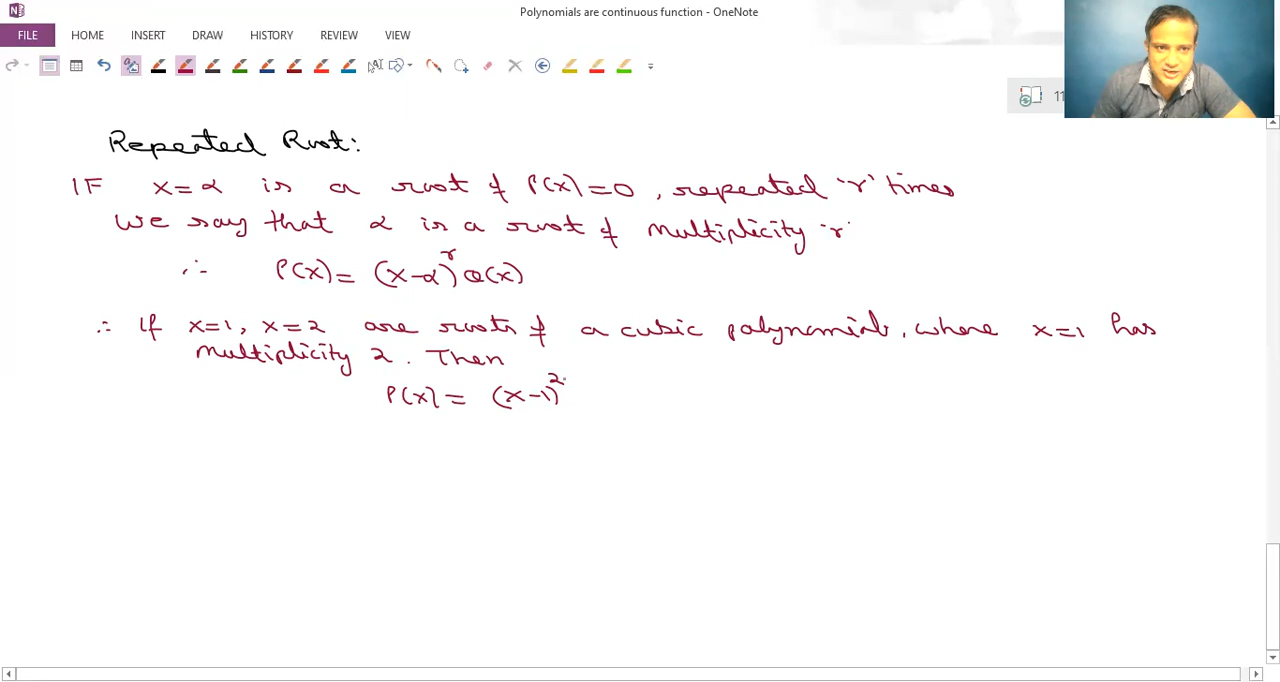 Polynomials are continuous function - OneNote
FILE HOME INSERT DRAW HISTORY REVIEW VIEW
Repeated Root:
IF x=α is a root of P(x)=0, repeated 'r' times
We say that α is a root of multiplicity 'r'
∴ P(x)= (x-α)^r Q(x)
∴ If x=1, x=2 are roots of a cubic polynomial, where x=1 has
multiplicity 2. Then
P(x)= (x-1)^2